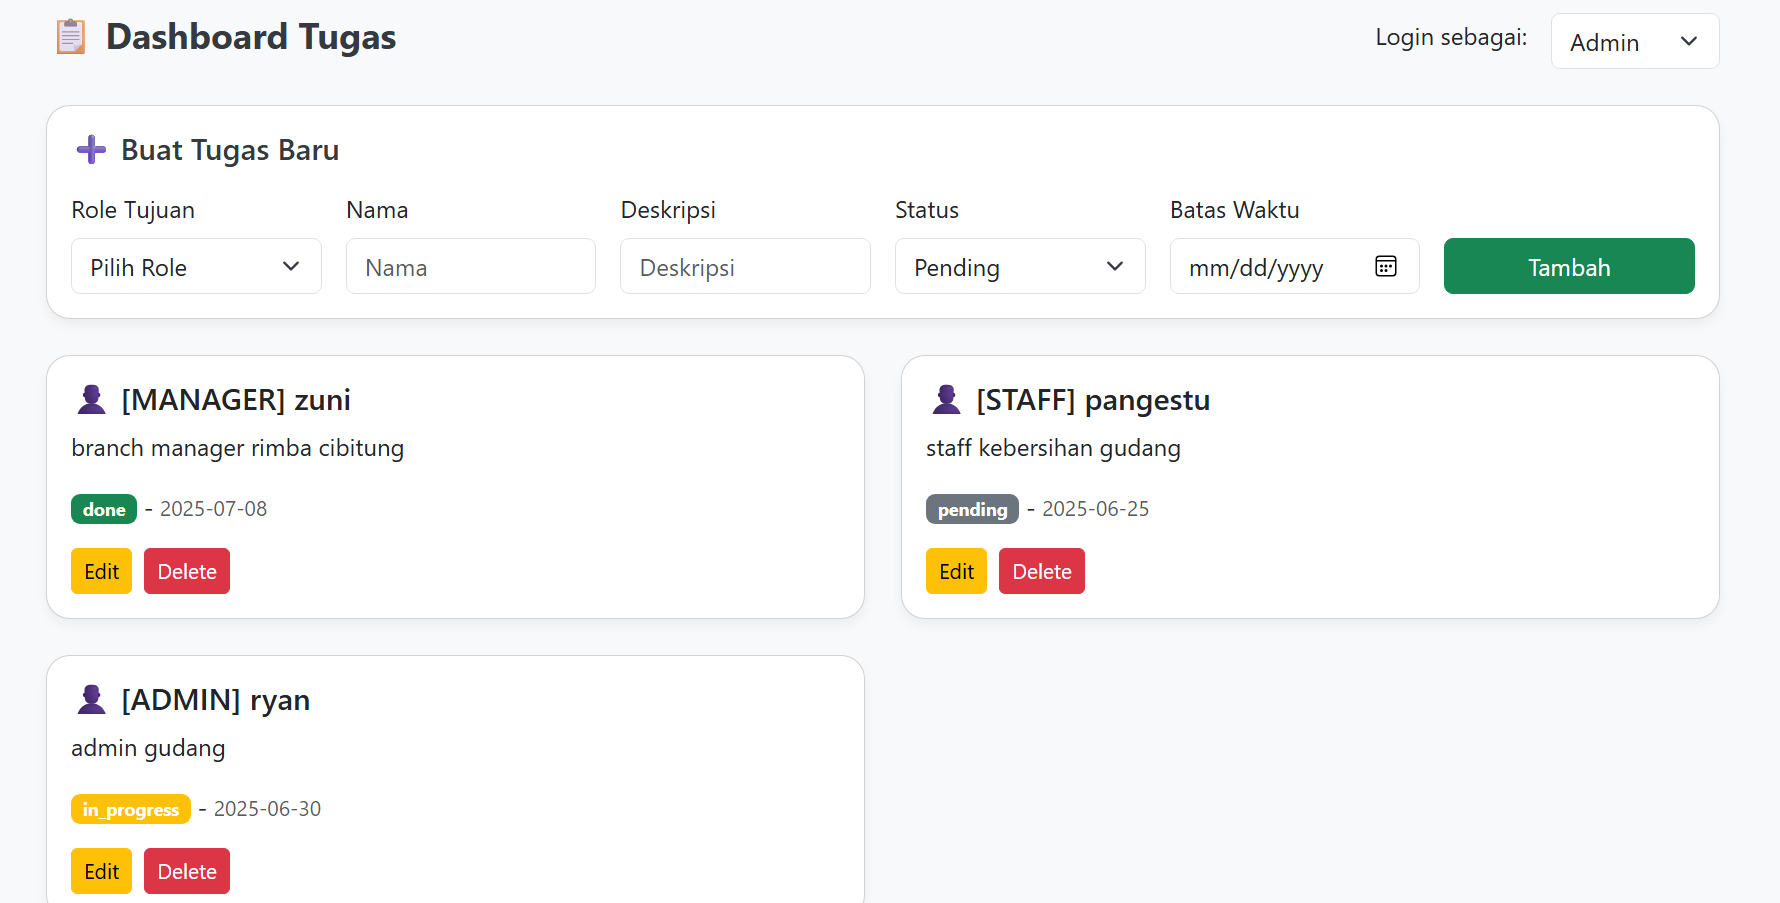 Dashboard Tugas
Login sebagai:
Admin
Buat Tugas Baru
Role Tujuan
Nama
Deskripsi
Status
Batas Waktu
Pilih Role
Nama
Deskripsi
Pending
mm/dd/yyyy
Tambah
[MANAGER] zuni
branch manager rimba cibitung
done - 2025-07-08
Edit
Delete
[STAFF] pangestu
staff kebersihan gudang
pending - 2025-06-25
Edit
Delete
[ADMIN] ryan
admin gudang
in_progress - 2025-06-30
Edit
Delete